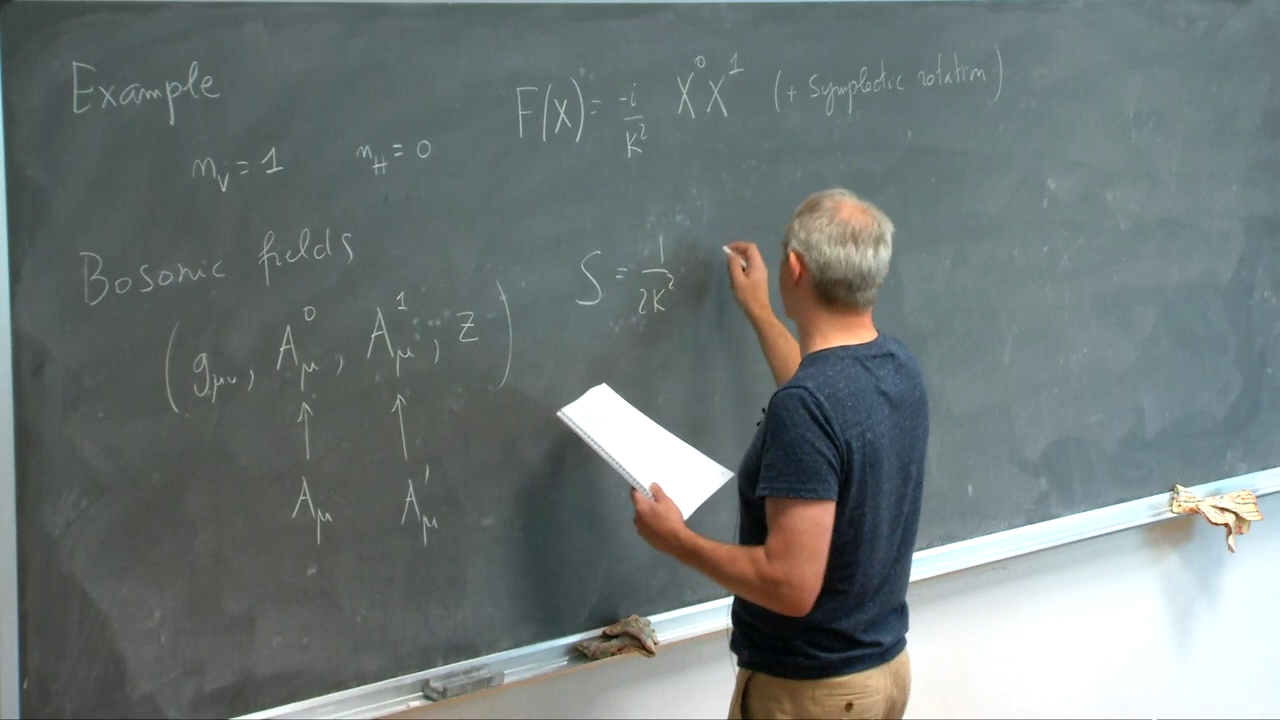 Example
F(X) = -i/K² X⁰X¹ (+ Symplectic rotation)
n_V = 1 n_H = 0
Bosonic fields
(g_μν, A_μ⁰, A_μ¹, z)
S = 1/2K²
↑ ↑
A_μ A'_μ